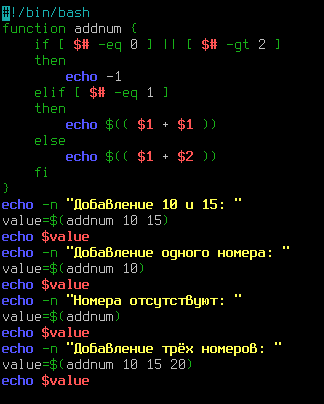 #!/bin/bash
function addnum {
    if [ $# -eq 0 ] || [ $# -gt 2 ]
    then
        echo -1
    elif [ $# -eq 1 ]
    then
        echo $(( $1 + $1 ))
    else
        echo $(( $1 + $2 ))
    fi
}
echo -n "Добавление 10 и 15: "
value=$(addnum 10 15)
echo $value
echo -n "Добавление одного номера: "
value=$(addnum 10)
echo $value
echo -n "Номера отсутствуют: "
value=$(addnum)
echo $value
echo -n "Добавление трёх номеров: "
value=$(addnum 10 15 20)
echo $value